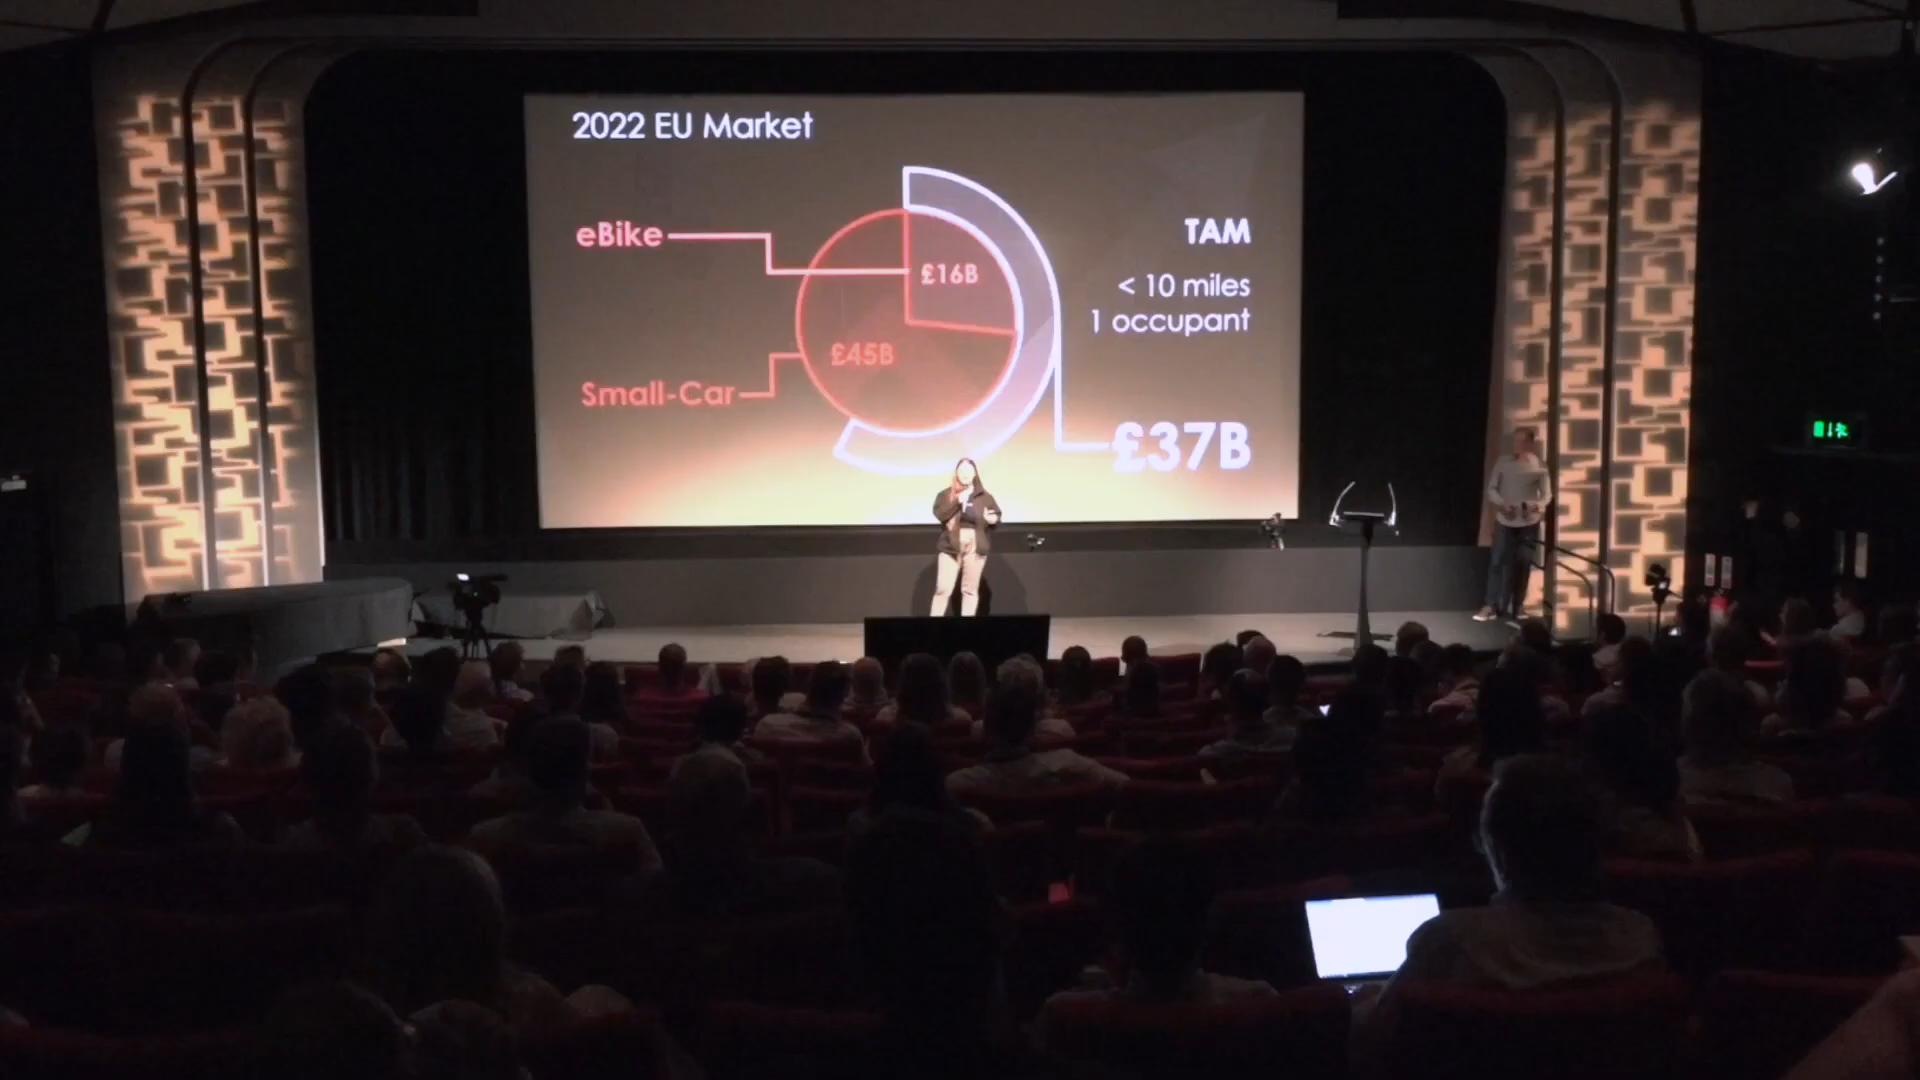 2022 EU Market
eBike
£16B
£45B
Small-Car
TAM
< 10 miles
1 occupant
£37B